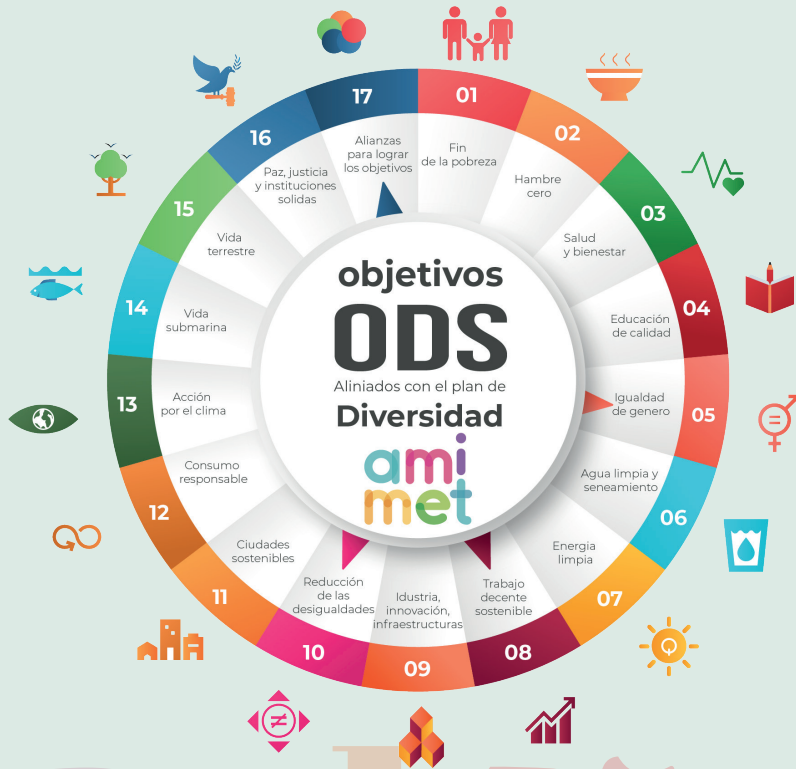 objetivos
ODS
Aliniados con el plan de
Diversidad
ami
met
01
Fin
de la pobreza
02
Hambre
cero
03
Salud
y bienestar
04
Educación
de calidad
05
Igualdad
de genero
06
Agua limpia y
seneamiento
07
Energia
limpia
08
Trabajo
decente
sostenible
09
Idustria,
innovación,
infraestructuras
10
Reducción
de las
desigualdades
11
Ciudades
sostenibles
12
Consumo
responsable
13
Acción
por el clima
14
Vida
submarina
15
Vida
terrestre
16
Paz, justicia
y instituciones
solidas
17
Alianzas
para lograr
los objetivos